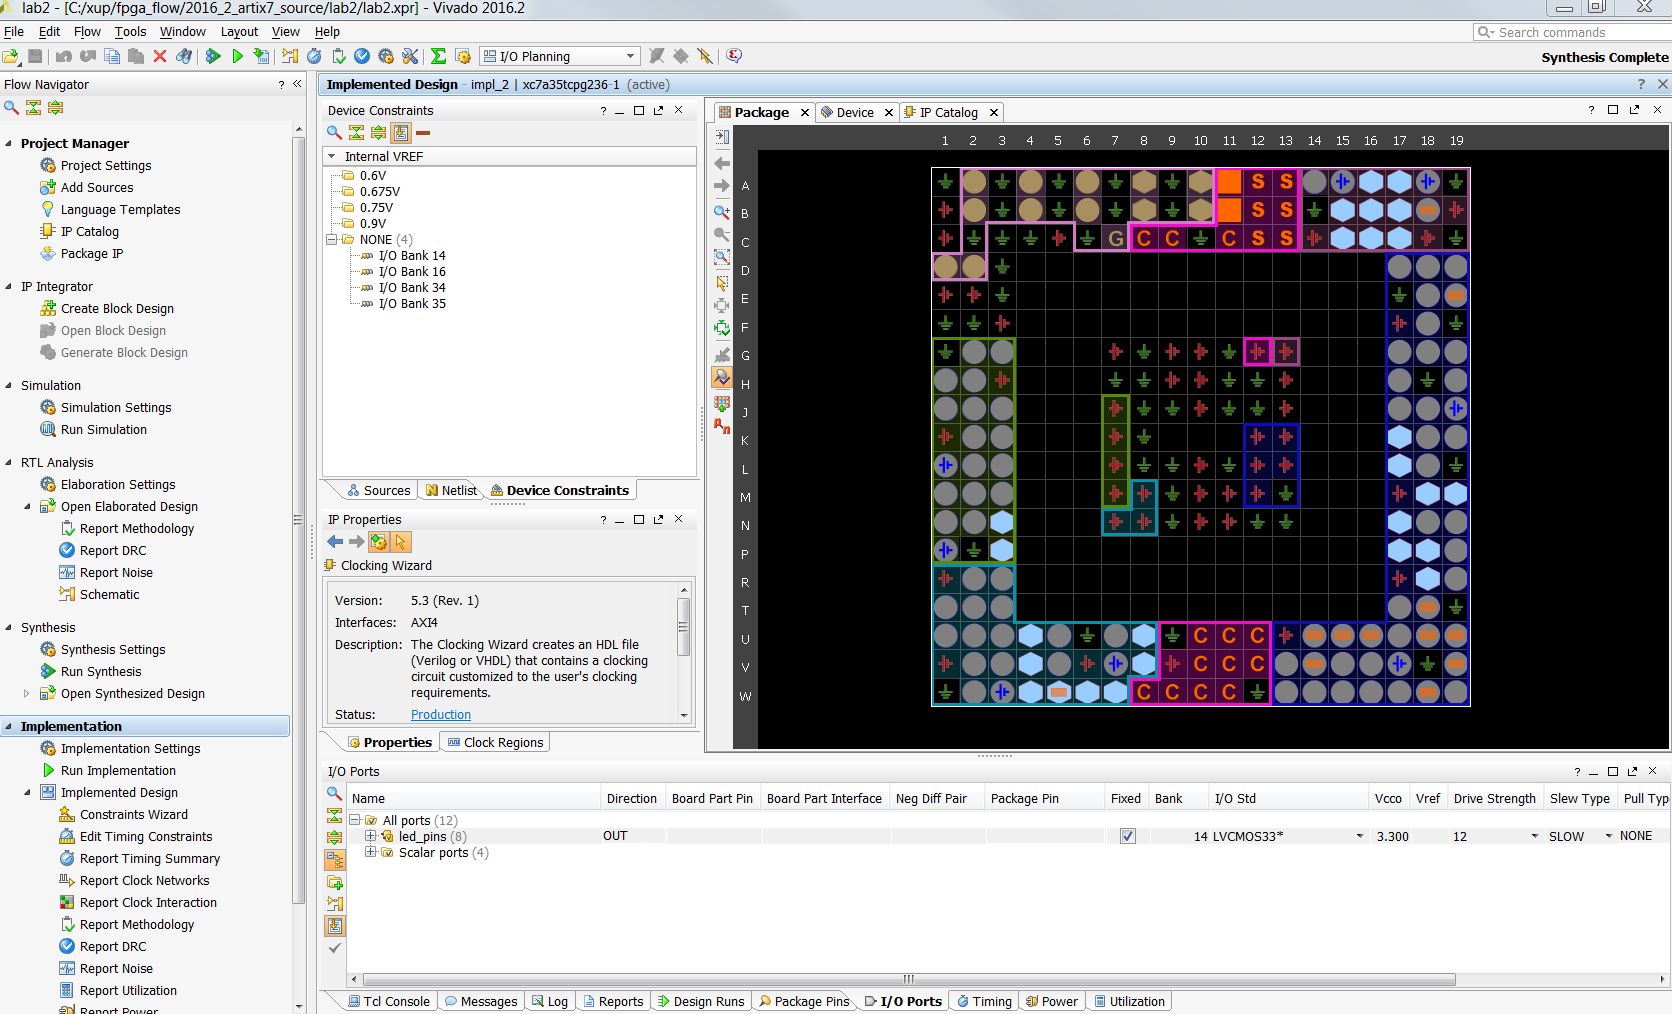 lab2 - [C:/xup/fpga_flow/2016_2_artix7_source/lab2/lab2.xpr] - Vivado 2016.2
File Edit Flow Tools Window Layout View Help
Search commands
I/O Planning
Synthesis Complete
Flow Navigator
Project Manager
Project Settings
Add Sources
Language Templates
IP Catalog
Package IP
IP Integrator
Create Block Design
Open Block Design
Generate Block Design
Simulation
Simulation Settings
Run Simulation
RTL Analysis
Elaboration Settings
Open Elaborated Design
Report Methodology
Report DRC
Report Noise
Schematic
Synthesis
Synthesis Settings
Run Synthesis
Open Synthesized Design
Implementation
Implementation Settings
Run Implementation
Implemented Design
Constraints Wizard
Edit Timing Constraints
Report Timing Summary
Report Clock Networks
Report Clock Interaction
Report Methodology
Report DRC
Report Noise
Report Utilization
Report Power
Implemented Design - impl_2 | xc7a35tcpg236-1 (active)
Device Constraints
Internal VREF
0.6V
0.675V
0.75V
0.9V
NONE (4)
I/O Bank 14
I/O Bank 16
I/O Bank 34
I/O Bank 35
Sources Netlist Device Constraints
IP Properties
Clocking Wizard
Version: 5.3 (Rev. 1)
Interfaces: AXI4
Description: The Clocking Wizard creates an HDL file
(Verilog or VHDL) that contains a clocking
circuit customized to the user's clocking
requirements.
Status: Production
Properties Clock Regions
Package Device IP Catalog
1 2 3 4 5 6 7 8 9 10 11 12 13 14 15 16 17 18 19
A S S
B S S
C G C C C S S
D
E
F
G
H
J
K
L
M
N
P
R
T
U C C C
V C C C
W C C C C
I/O Ports
Name Direction Board Part Pin Board Part Interface Neg Diff Pair Package Pin Fixed Bank I/O Std Vcco Vref Drive Strength Slew Type Pull Typ
All ports (12)
led_pins (8) OUT 14 LVCMOS33* 3.300 12 SLOW NONE
Scalar ports (4)
Tcl Console Messages Log Reports Design Runs Package Pins I/O Ports Timing Power Utilization